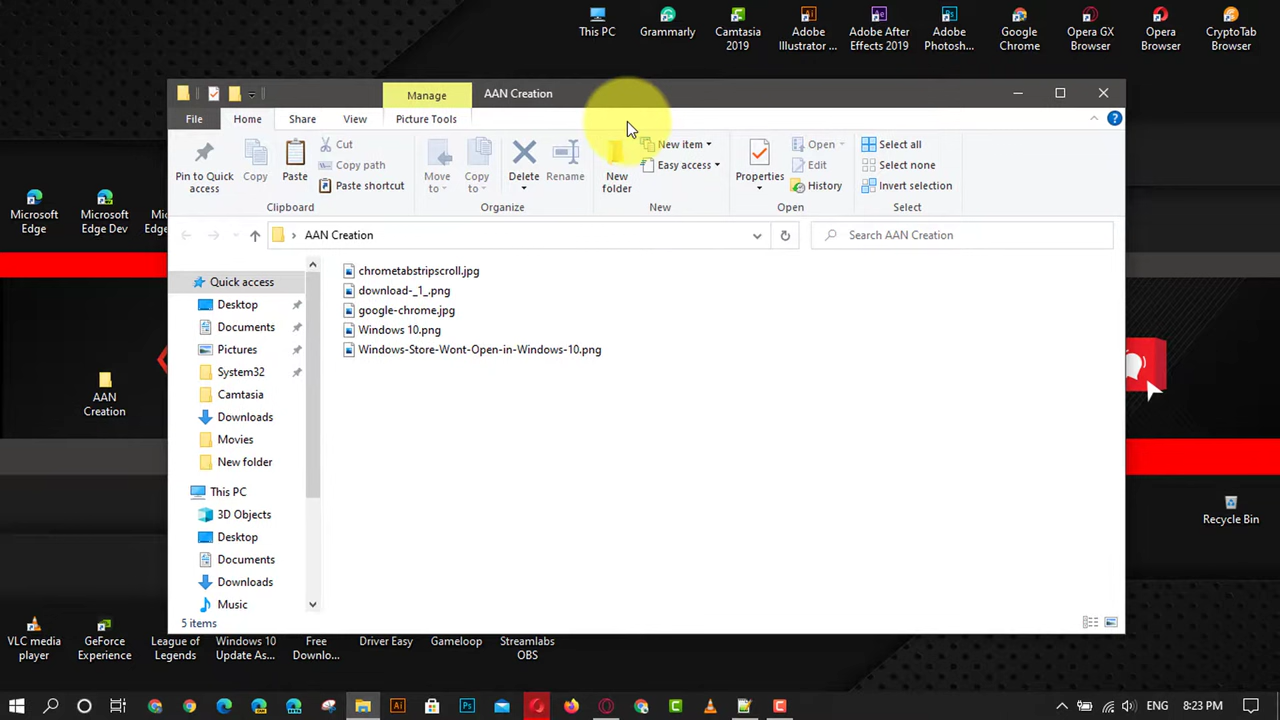 This PC
Grammarly
Camtasia
2019
Adobe
Illustrator ...
Adobe After
Effects 2019
Adobe
Photosh...
Google
Chrome
Opera GX
Browser
Opera
Browser
CryptoTab
Browser
Manage
AAN Creation
File
Home
Share
View
Picture Tools
Pin to Quick
access
Copy
Paste
Cut
Copy path
Paste shortcut
Clipboard
Move
to
Copy
to
Delete
Rename
Organize
New
folder
New item
Easy access
New
Properties
Open
Edit
History
Open
Select all
Select none
Invert selection
Select
AAN Creation
Search AAN Creation
Microsoft
Edge
Microsoft
Edge Dev
Mic
Edge
AAN
Creation
Quick access
Desktop
Documents
Pictures
System32
Camtasia
Downloads
Movies
New folder
This PC
3D Objects
Desktop
Documents
Downloads
Music
chrometabstripscroll.jpg
download-_1_.png
google-chrome.jpg
Windows 10.png
Windows-Store-Wont-Open-in-Windows-10.png
5 items
Recycle Bin
VLC media
player
GeForce
Experience
League of
Legends
Windows 10
Update As...
Free
Downlo...
Driver Easy
Gameloop
Streamlabs
OBS
ENG
8:23 PM